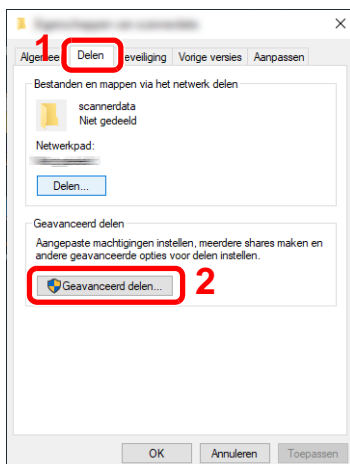 1
Algemee Delen eveiliging Vorige versies Aanpassen
Bestanden en mappen via het netwerk delen
scannerdata
Niet gedeeld
Netwerkpad:
Delen...
Geavanceerd delen
Aangepaste machtigingen instellen, meerdere shares maken en
andere geavanceerde opties voor delen instellen.
Geavanceerd delen... 2
OK Annuleren Toepassen